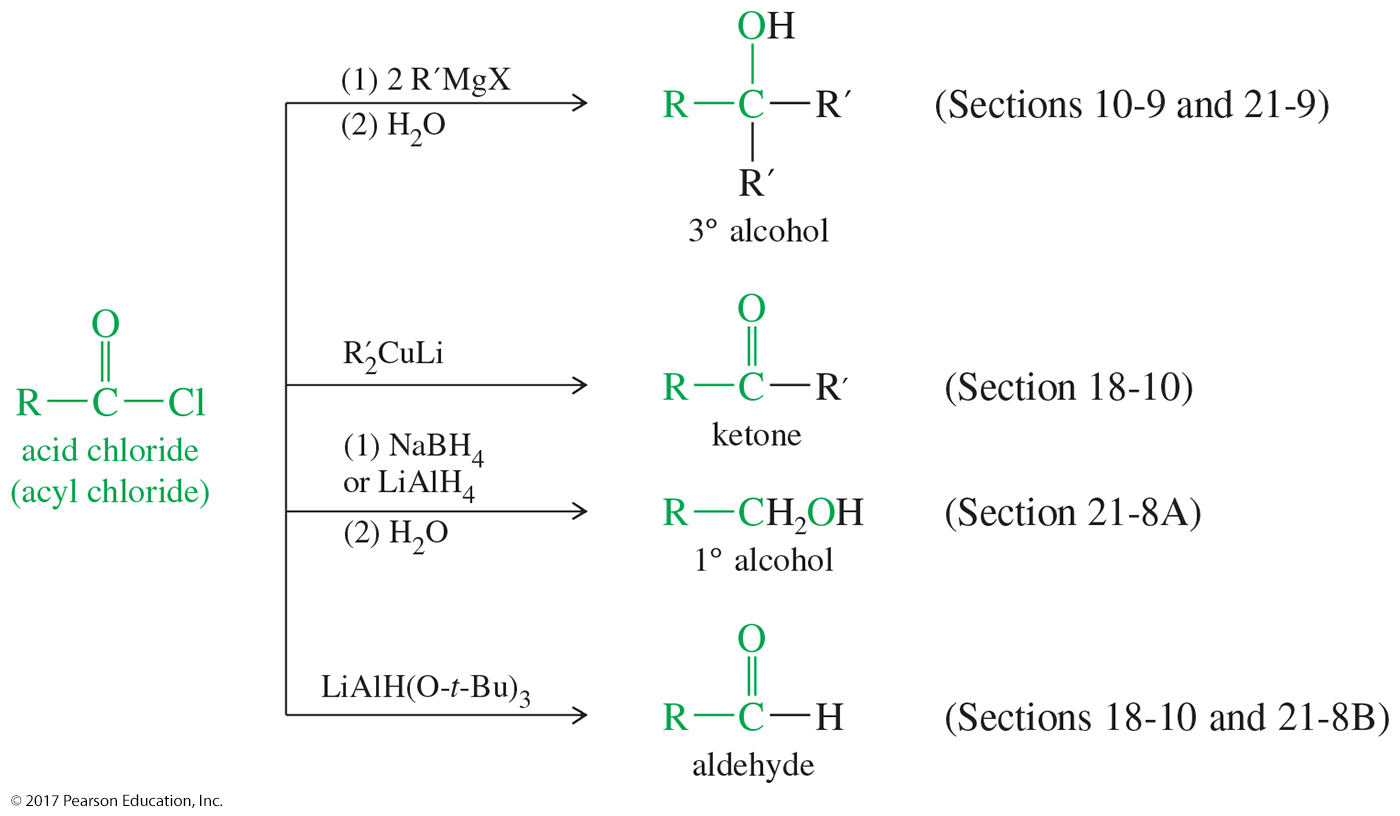 OH
(1) 2 R′MgX
R—C—R′ (Sections 10-9 and 21-9)
(2) H₂O
R′
3° alcohol
O
O
R′₂CuLi
R—C—Cl
R—C—R′ (Section 18-10)
acid chloride
(acyl chloride)
ketone
(1) NaBH₄
or LiAlH₄
R—CH₂OH (Section 21-8A)
(2) H₂O
1° alcohol
O
LiAlH(O-t-Bu)₃
R—C—H (Sections 18-10 and 21-8B)
aldehyde
© 2017 Pearson Education, Inc.